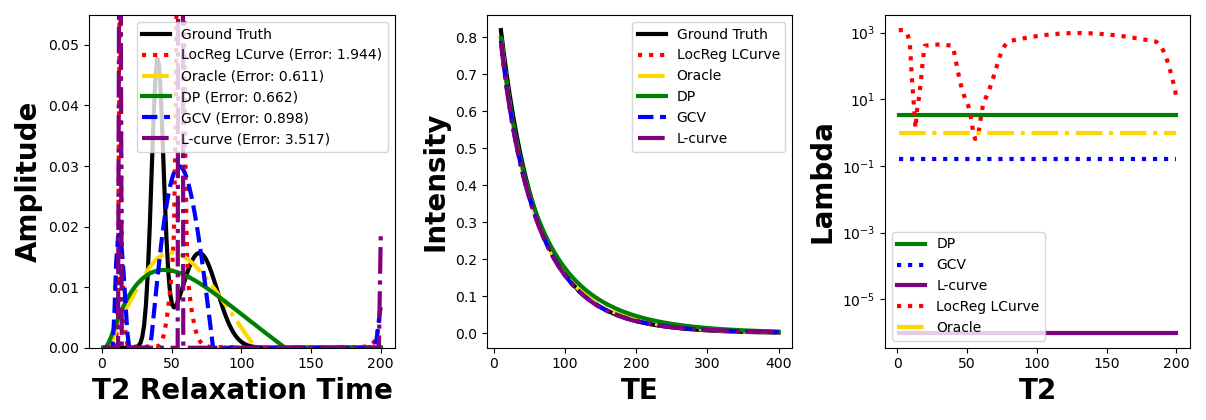 Amplitude
0.05
0.04
0.03
0.02
0.01
0.00
Ground Truth
LocReg LCurve (Error: 1.944)
Oracle (Error: 0.611)
DP (Error: 0.662)
GCV (Error: 0.898)
L-curve (Error: 3.517)
0 50 100 150 200
T2 Relaxation Time
Intensity
0.8
0.7
0.6
0.5
0.4
0.3
0.2
0.1
0.0
Ground Truth
LocReg LCurve
Oracle
DP
GCV
L-curve
0 100 200 300 400
TE
Lambda
10³
10¹
10⁻¹
10⁻³
10⁻⁵
DP
GCV
L-curve
LocReg LCurve
Oracle
0 50 100 150 200
T2